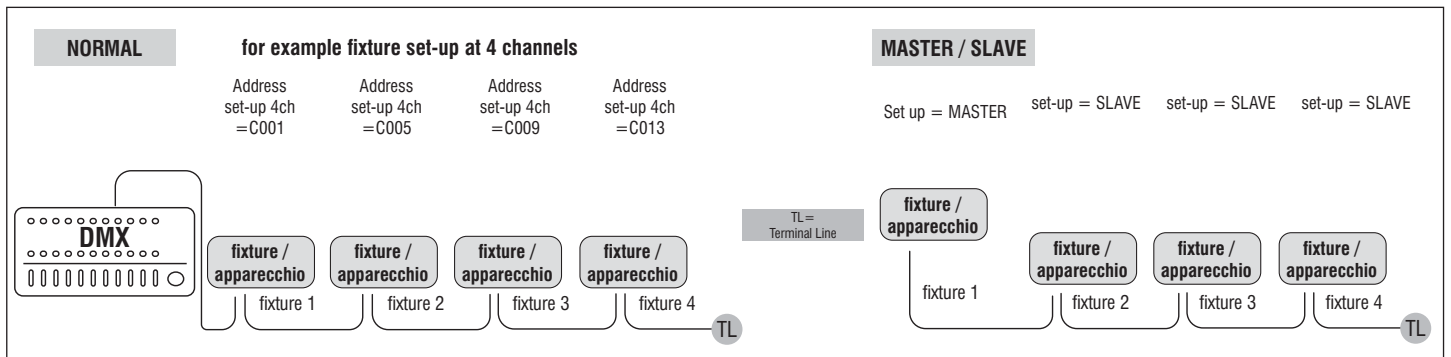 NORMAL
for example fixture set-up at 4 channels
Address
set-up 4ch
=C001
Address
set-up 4ch
=C005
Address
set-up 4ch
=C009
Address
set-up 4ch
=C013
DMX
fixture /
apparecchio
fixture /
apparecchio
fixture /
apparecchio
fixture /
apparecchio
fixture 1
fixture 2
fixture 3
fixture 4
TL
TL=
Terminal Line
MASTER / SLAVE
Set up = MASTER
set-up = SLAVE
set-up = SLAVE
set-up = SLAVE
fixture /
apparecchio
fixture /
apparecchio
fixture /
apparecchio
fixture /
apparecchio
fixture 1
fixture 2
fixture 3
fixture 4
TL